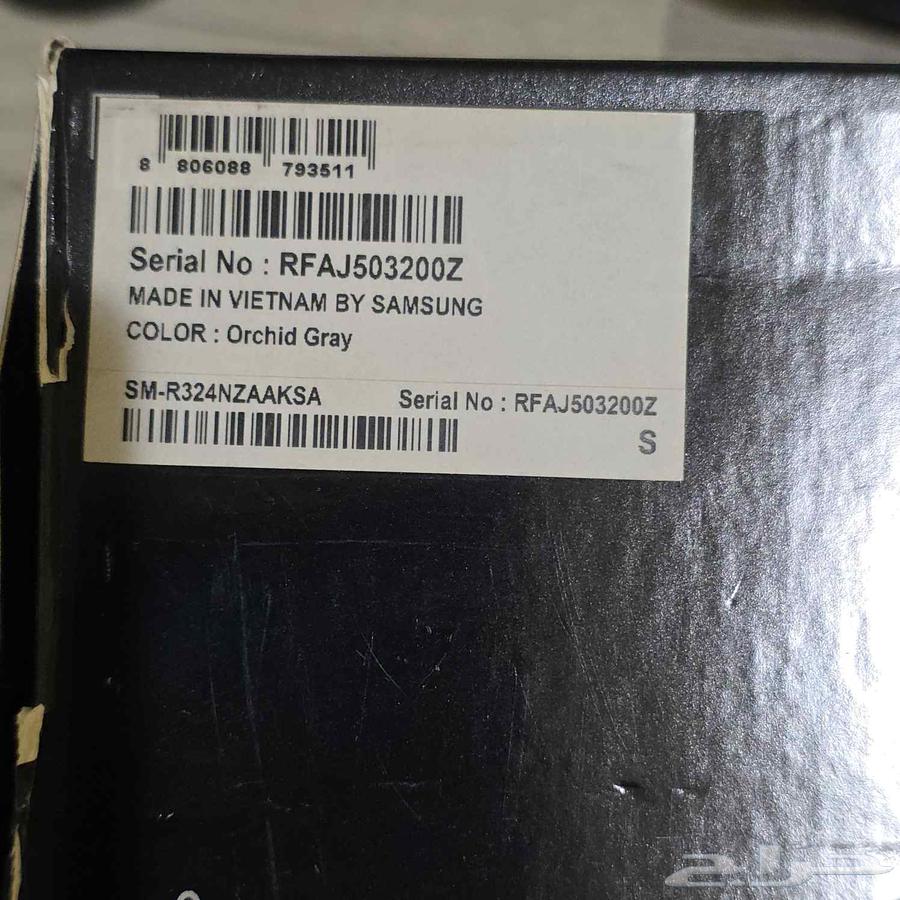 8 806088 793511
Serial No : RFAJ503200Z
MADE IN VIETNAM BY SAMSUNG
COLOR : Orchid Gray
SM-R324NZAAKSA Serial No : RFAJ503200Z
S
حراج